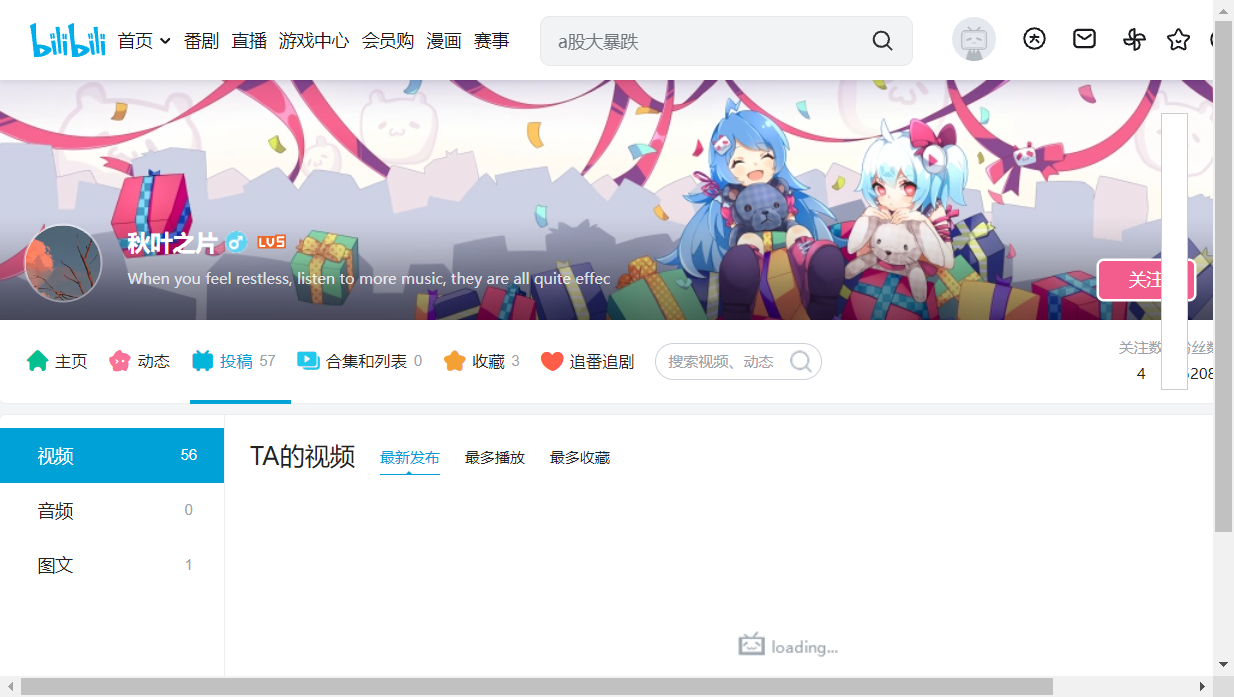 bilibili 首页 番剧 直播 游戏中心 会员购 漫画 赛事 a股大暴跌
秋叶之片 LV5
When you feel restless, listen to more music, they are all quite effec
关注
主页 动态 投稿 57 合集和列表 0 收藏 3 追番追剧 搜索视频、动态
关注数 丝数
4 208
视频 56
音频 0
图文 1
TA的视频 最新发布 最多播放 最多收藏
loading...